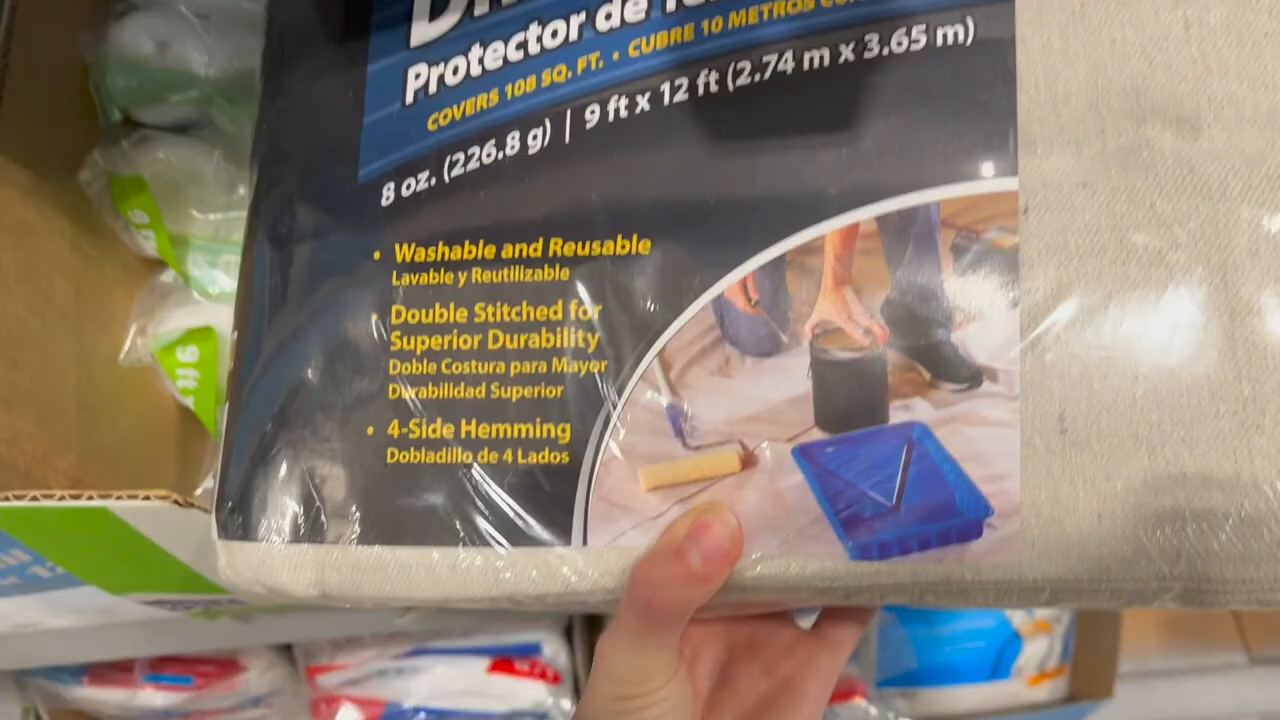 Protector de
COVERS 108 SQ. FT. • CUBRE 10 METROS
8 oz. (226.8 g) | 9 ft x 12 ft (2.74 m x 3.65 m)
• Washable and Reusable
Lavable y Reutilizable
Double Stitched for
Superior Durability
Doble Costura para Mayor
Durabilidad Superior
• 4-Side Hemming
Dobladillo de 4 Lados
9 ft